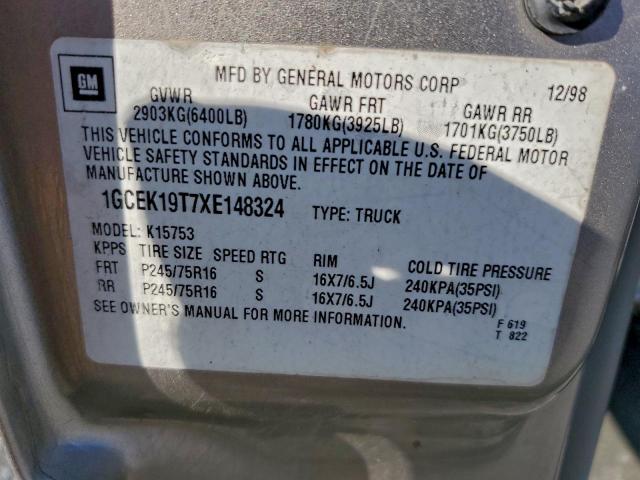 GM
MFD BY GENERAL MOTORS CORP 12/98
GVWR GAWR FRT GAWR RR
2903KG(6400LB) 1780KG(3925LB) 1701KG(3750LB)
THIS VEHICLE CONFORMS TO ALL APPLICABLE U.S. FEDERAL MOTOR
VEHICLE SAFETY STANDARDS IN EFFECT ON THE DATE OF
MANUFACTURE SHOWN ABOVE.
1GCEK19T7XE148324 TYPE: TRUCK
MODEL: K15753
KPPS TIRE SIZE SPEED RTG RIM COLD TIRE PRESSURE
FRT P245/75R16 S 16X7/6.5J 240KPA(35PSI)
RR P245/75R16 S 16X7/6.5J 240KPA(35PSI)
SEE OWNER'S MANUAL FOR MORE INFORMATION.
F 619
T 822